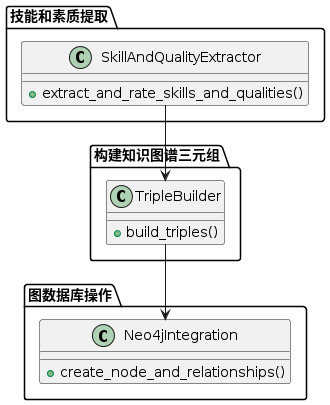 技能和素质提取
C SkillAndQualityExtractor
extract_and_rate_skills_and_qualities()
构建知识图谱三元组
C TripleBuilder
build_triples()
图数据库操作
C Neo4jIntegration
create_node_and_relationships()